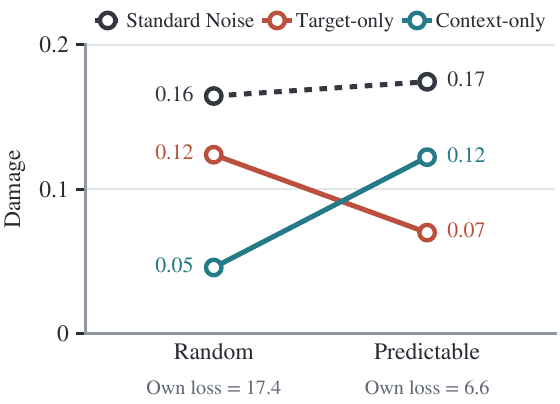 Standard Noise Target-only Context-only
0.2
0.16 0.17
0.12 0.12
Damage
0.1
0.07
0.05
0
Random Predictable
Own loss = 17.4 Own loss = 6.6